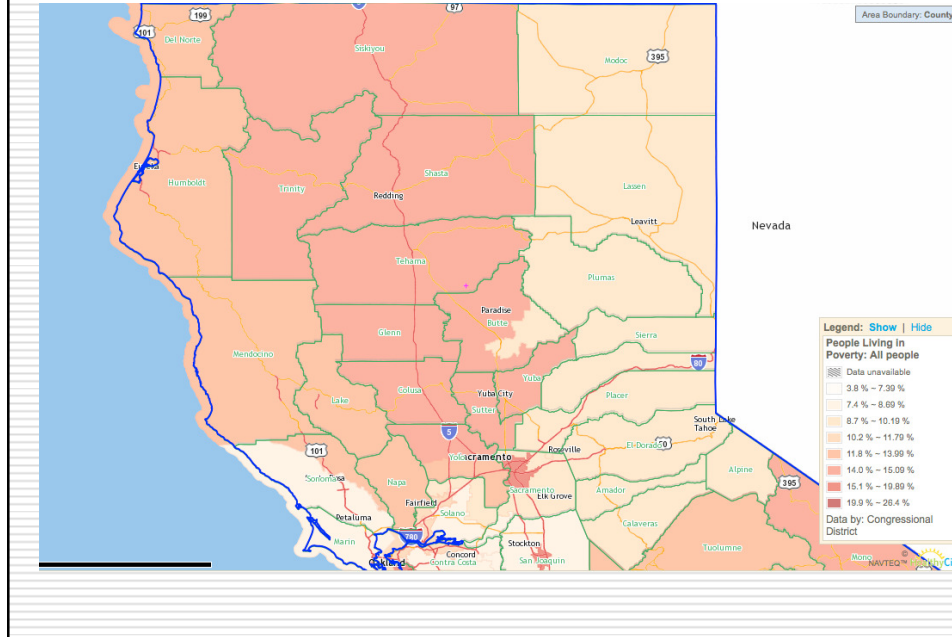 Area Boundary: County
199
97
101
Del Norte
Siskiyou
Modoc
395
Eureka
Humboldt
Trinity
Shasta
Redding
Lassen
Leavitt
Nevada
Tehama
Plumas
Paradise
Butte
Glenn
Sierra
Mendocino
80
Colusa
Yuba
Yuba City
Placer
Lake
Sutter
South Lake
Tahoe
5
101
Roseville
El Dorado
50
Yolo
Sacramento
Alpine
Sonoma
Napa
Sacramento
Elk Grove
Amador
395
Fairfield
Solano
Petaluma
Calaveras
Marin
780
Stockton
Tuolumne
Concord
Oakland
Contra Costa
San Joaquin
Mono
Legend: Show | Hide
People Living in
Poverty: All people
Data unavailable
3.8 % ~ 7.39 %
7.4 % ~ 8.69 %
8.7 % ~ 10.19 %
10.2 % ~ 11.79 %
11.8 % ~ 13.99 %
14.0 % ~ 15.09 %
15.1 % ~ 19.89 %
19.9 % ~ 26.4 %
Data by: Congressional
District
©
NAVTEQ™